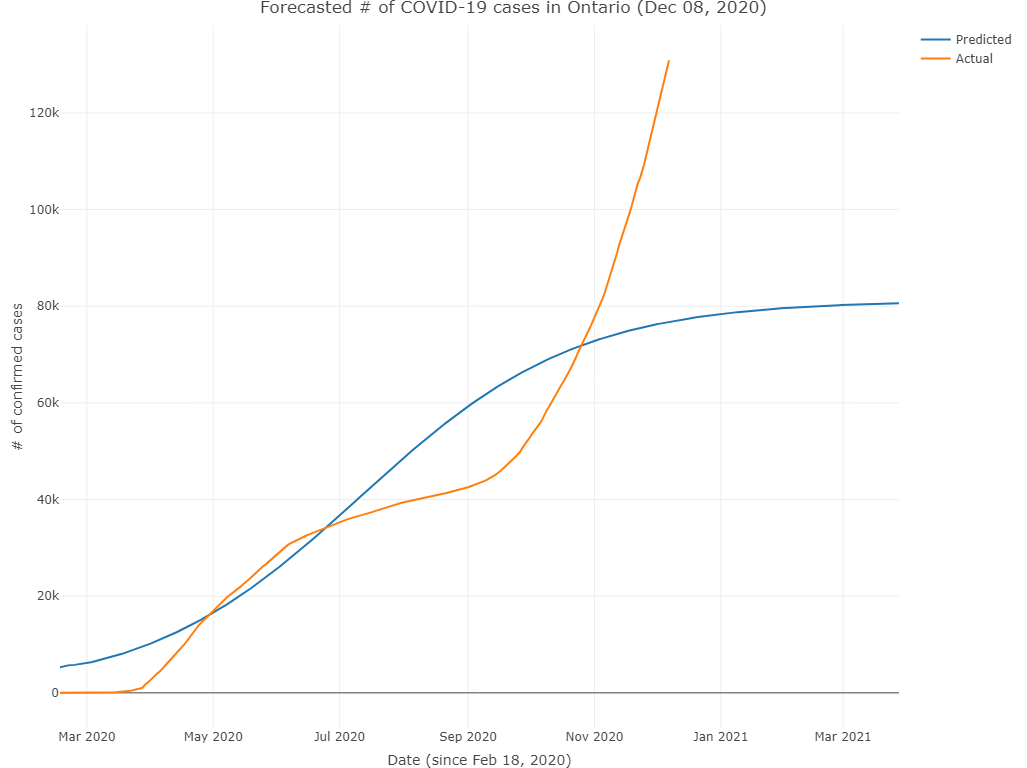 Forecasted # of COVID-19 cases in Ontario (Dec 08, 2020)
Predicted
Actual
120k
100k
80k
60k
40k
20k
0
# of confirmed cases
Mar 2020
May 2020
Jul 2020
Sep 2020
Nov 2020
Jan 2021
Mar 2021
Date (since Feb 18, 2020)